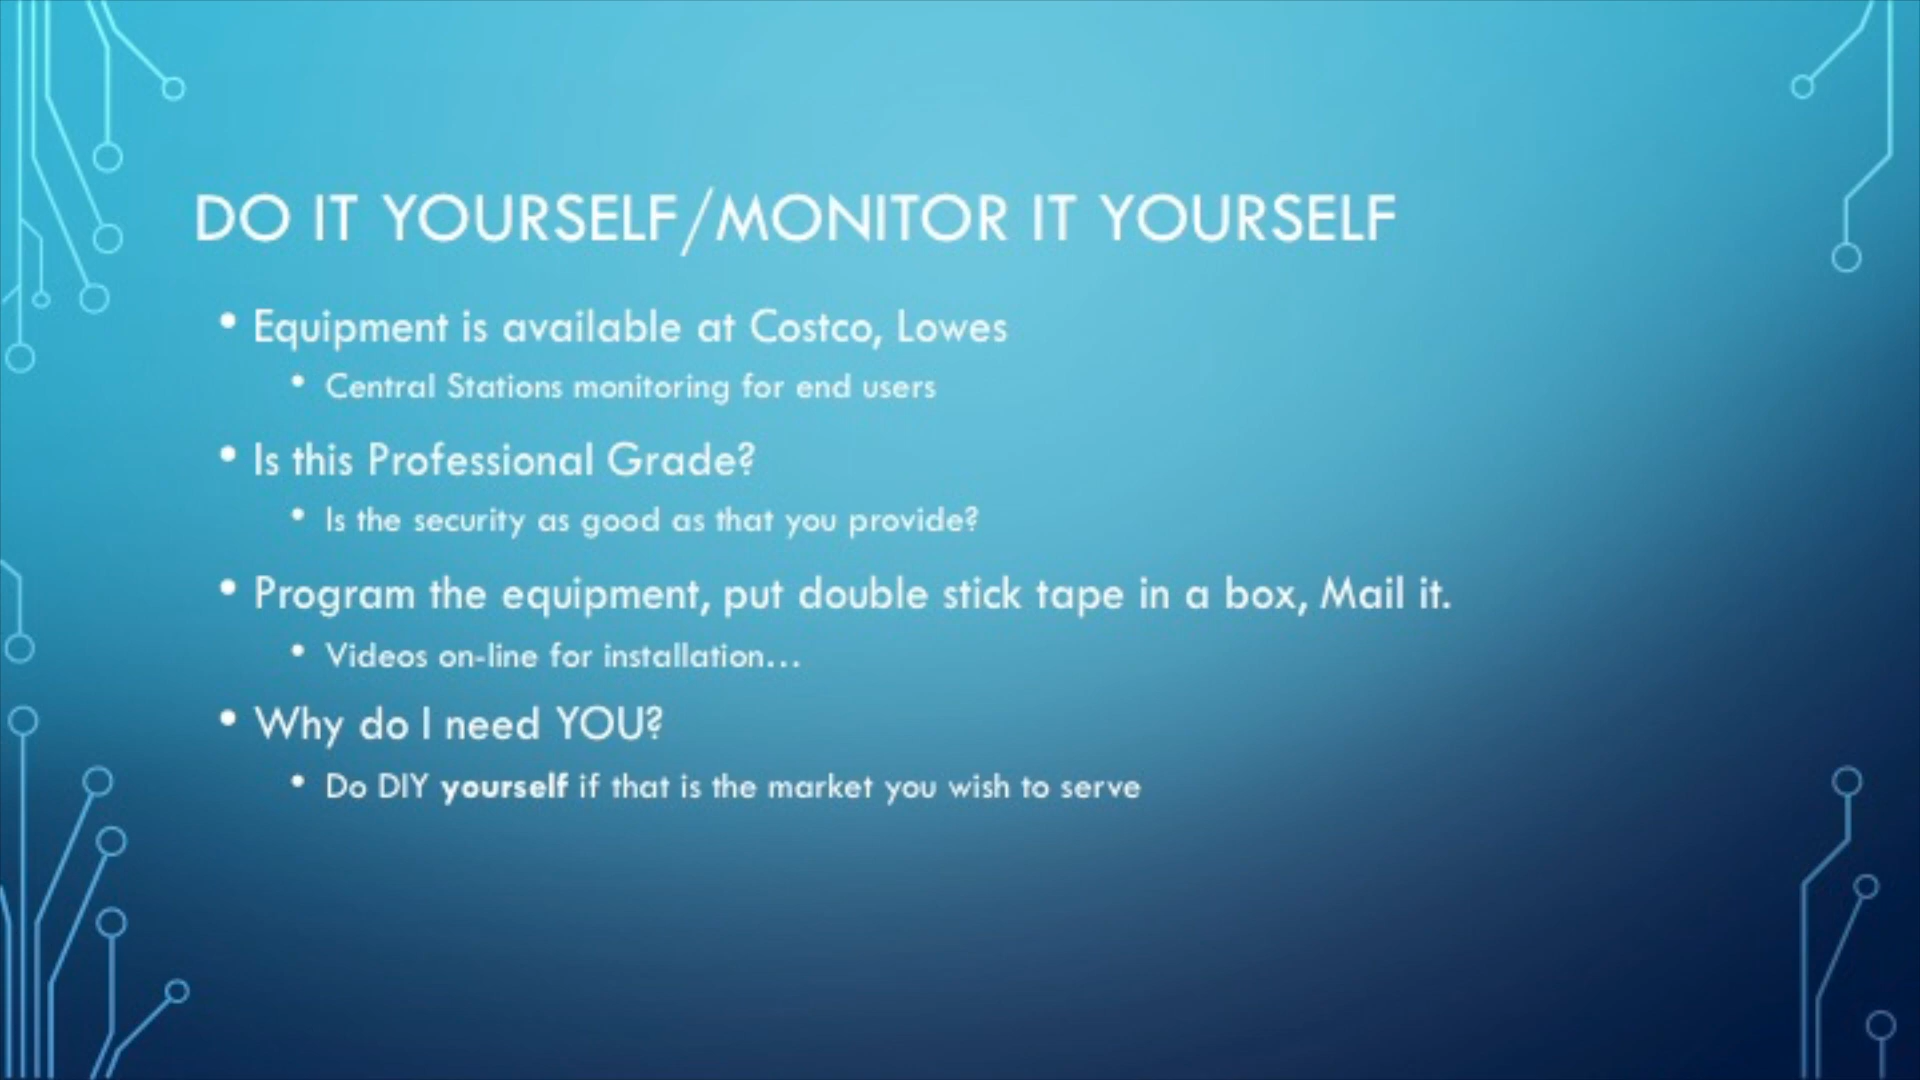 DO IT YOURSELF/MONITOR IT YOURSELF
• Equipment is available at Costco, Lowes
• Central Stations monitoring for end users
• Is this Professional Grade?
• Is the security as good as that you provide?
• Program the equipment, put double stick tape in a box, Mail it.
• Videos on-line for installation...
• Why do I need YOU?
• Do DIY yourself if that is the market you wish to serve